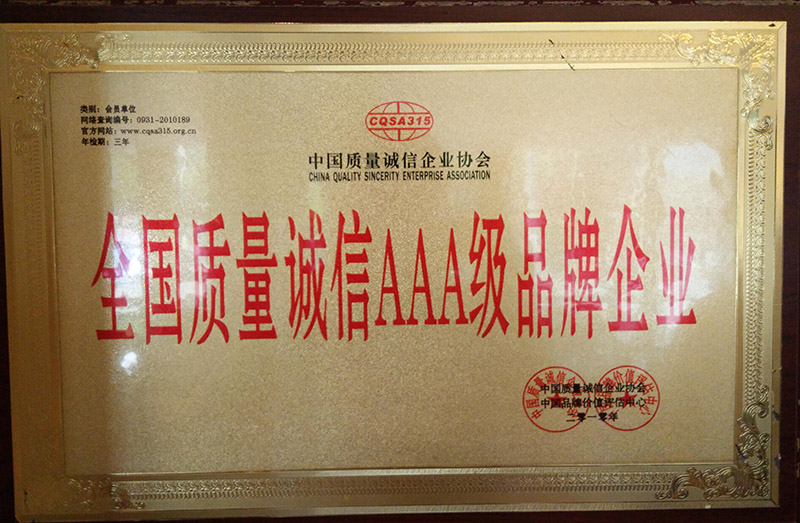 类别：会员单位
网络查询编号：0931-2010189
官方网站：www.cqsa315.org.cn
年检期：三年
CQSA315
中国质量诚信企业协会
CHINA QUALITY SINCERITY ENTERPRISE ASSOCIATION
全国质量诚信AAA级品牌企业
中国质量诚信企业协会
中国品牌价值评估中心
二零一零年